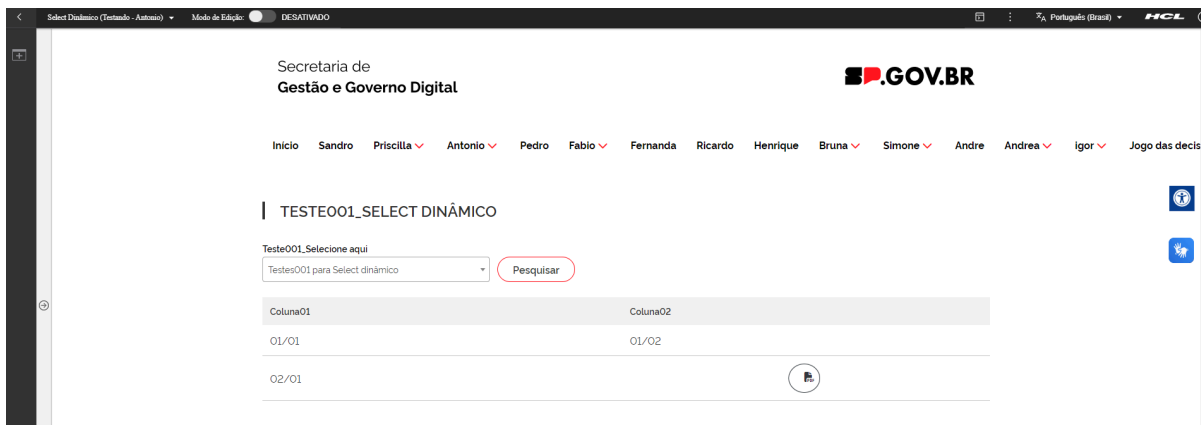 Select Dinâmico (Testando - Antonio) Modo de Edição: DESATIVADO Português (Brasil) HCL
Secretaria de
Gestão e Governo Digital
SP.GOV.BR
Início Sandro Priscilla Antonio Pedro Fabio Fernanda Ricardo Henrique Bruna Simone Andre Andrea igor Jogo das decis
TESTE001_SELECT DINÂMICO
Teste001_Selecione aqui
Testes001 para Select dinâmico Pesquisar
Coluna01 Coluna02
01/01 01/02
02/01 PDF